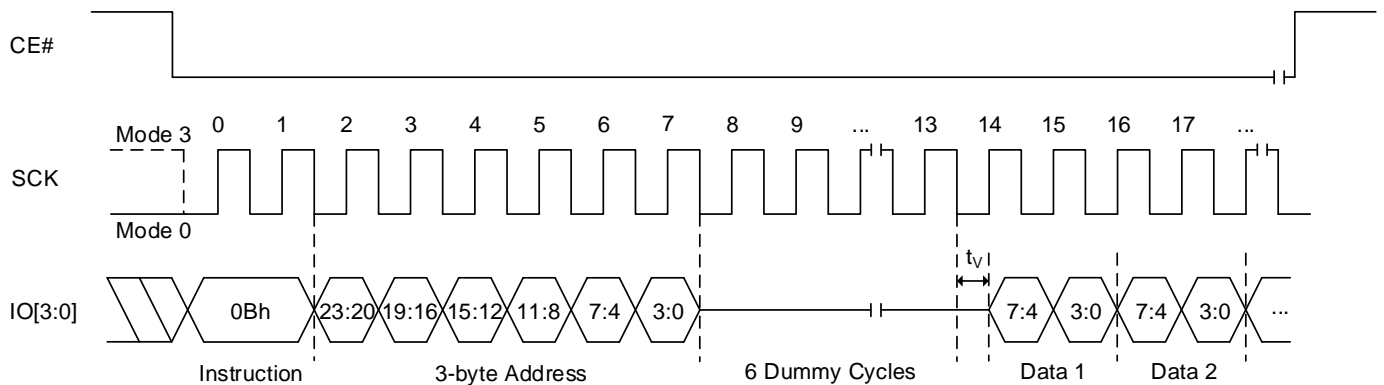 CE#
Mode 3 0 1 2 3 4 5 6 7 8 9 ... 13 14 15 16 17 ...
SCK
Mode 0
tV
IO[3:0] 0Bh 23:20 19:16 15:12 11:8 7:4 3:0 7:4 3:0 7:4 3:0 ...
Instruction 3-byte Address 6 Dummy Cycles Data 1 Data 2